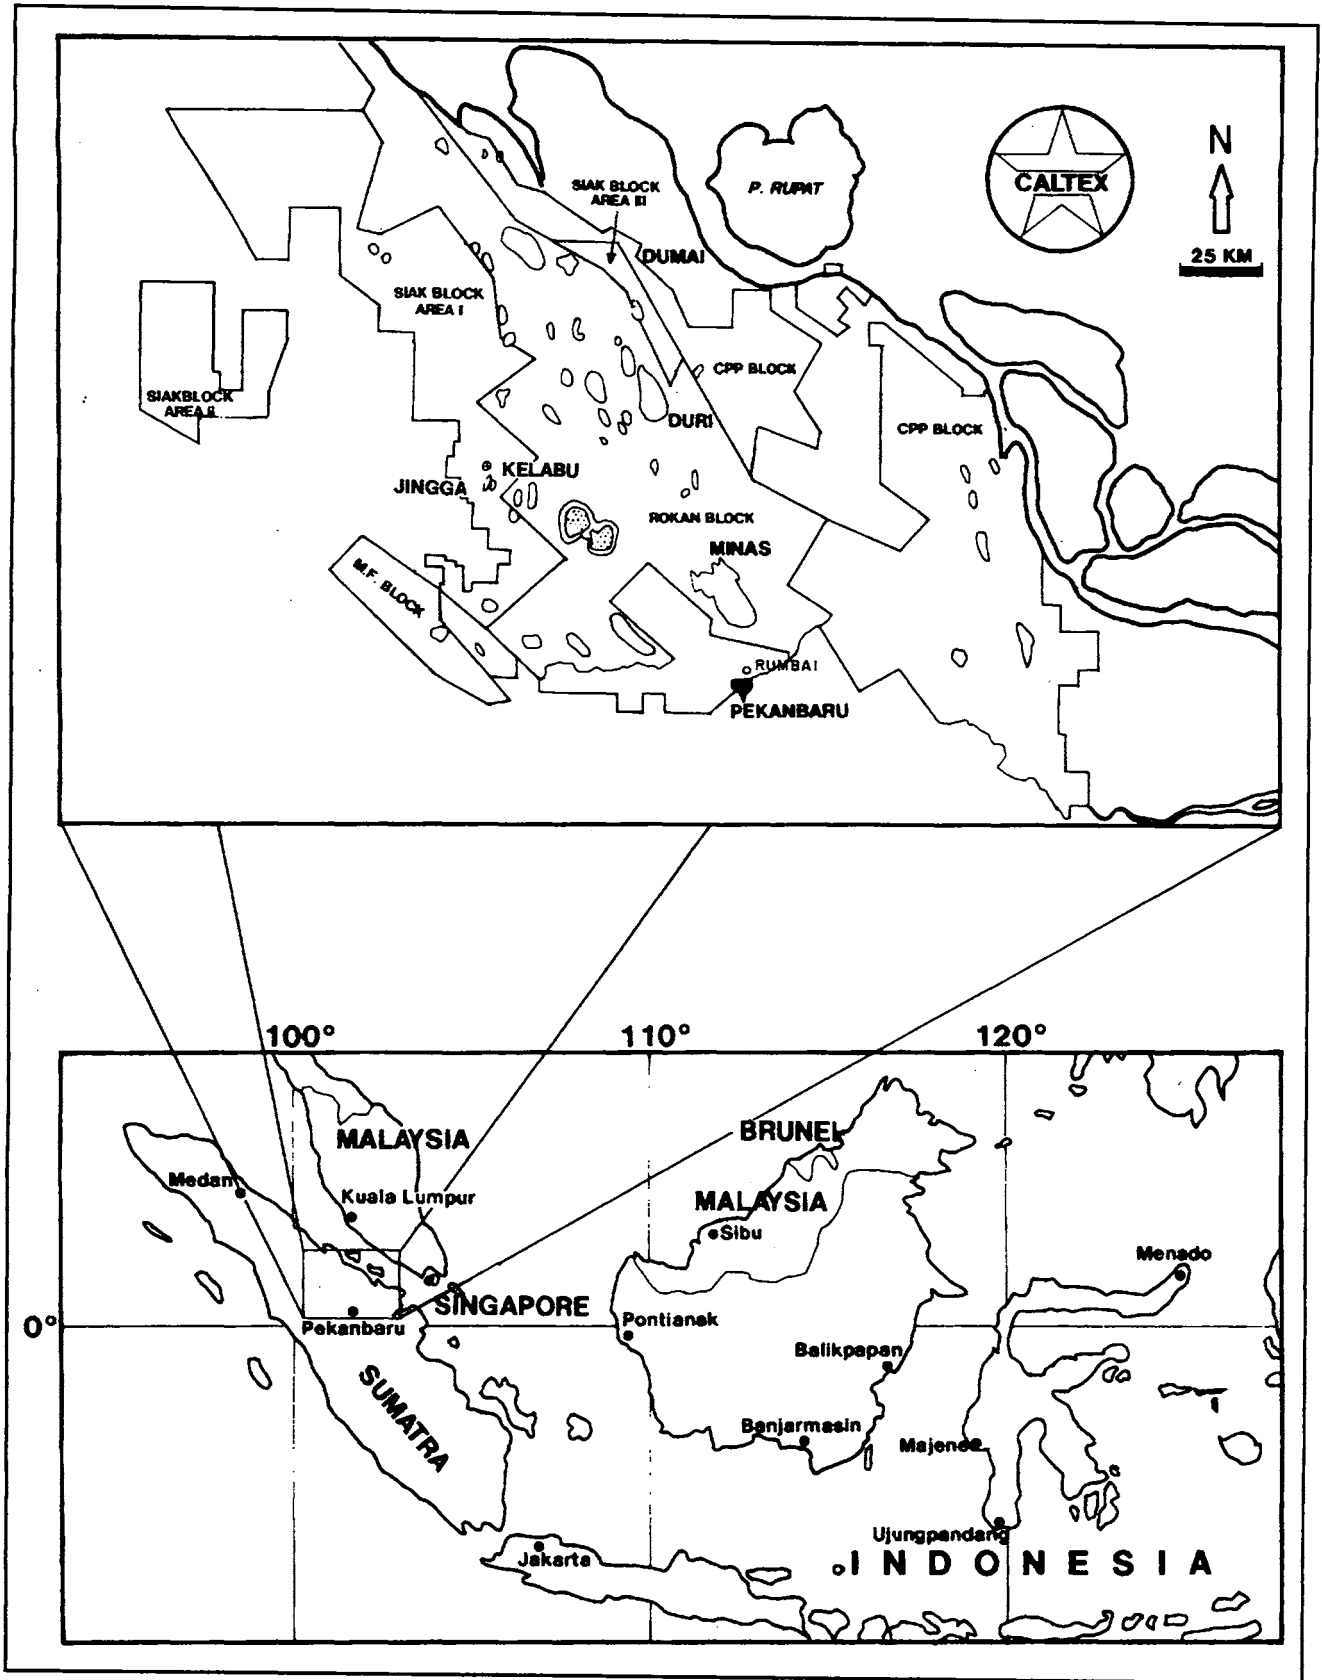 SIAK BLOCK
AREA III
P. RUPAT
CALTEX
N
25 KM
DUMAI
SIAK BLOCK
AREA I
CPP BLOCK
SIAKBLOCK
AREA II
DURI
CPP BLOCK
KELABU
JINGGA
ROKAN BLOCK
MINAS
M.F. BLOCK
RUMBAI
PEKANBARU
100°
110°
120°
MALAYSIA
BRUNEI
Medan
Kuala Lumpur
MALAYSIA
Sibu
Menado
SINGAPORE
0°
Pekanbaru
Pontianak
Balikpapan
SUMATRA
Banjarmasin
Majene
Ujungpandang
Jakarta
INDONESIA